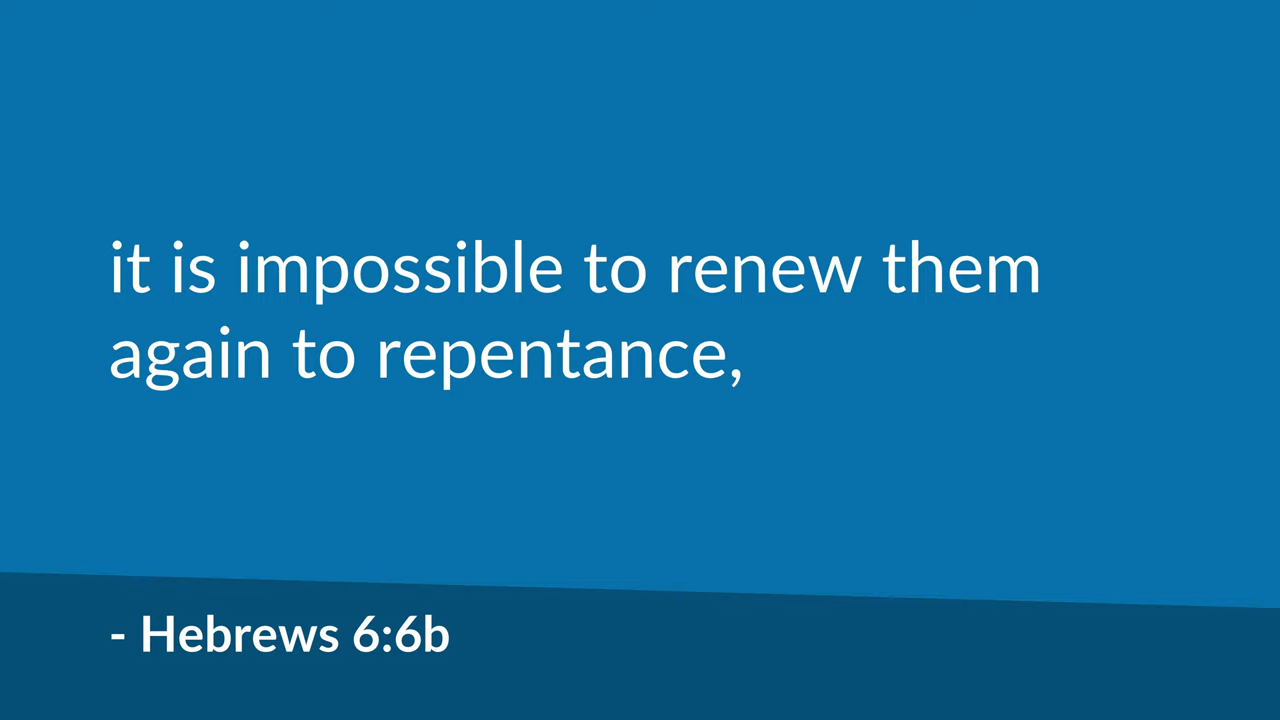 it is impossible to renew them
again to repentance,
- Hebrews 6:6b